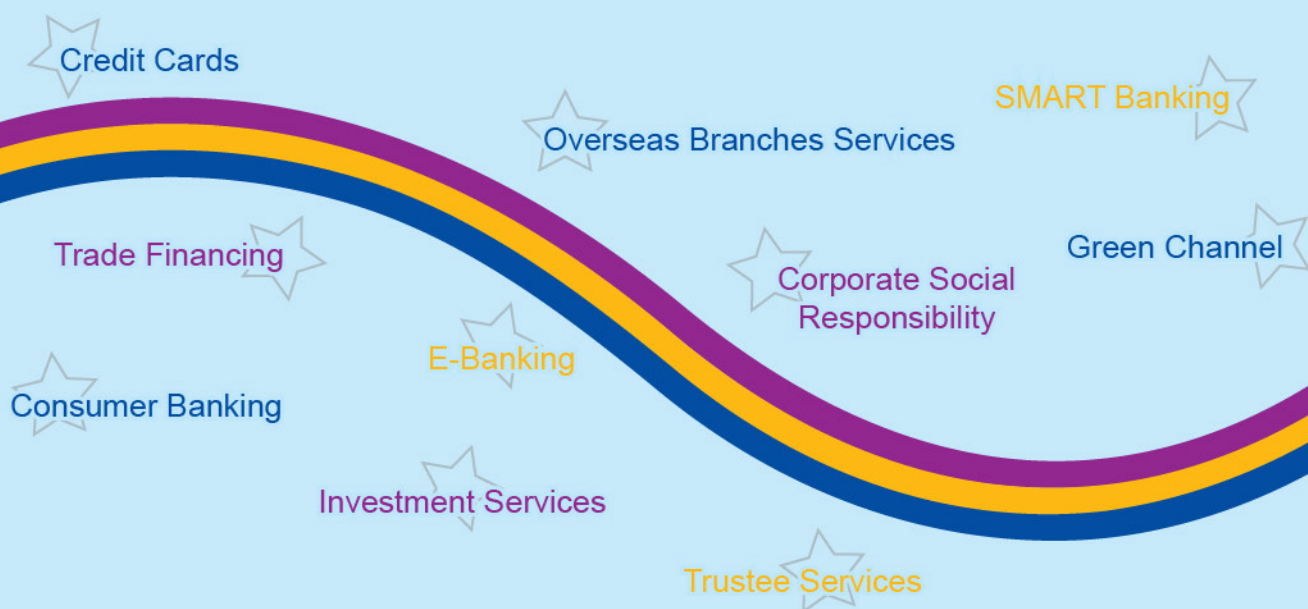 Credit Cards
SMART Banking
Overseas Branches Services
Green Channel
Trade Financing
Corporate Social
Responsibility
E-Banking
Consumer Banking
Investment Services
Trustee Services